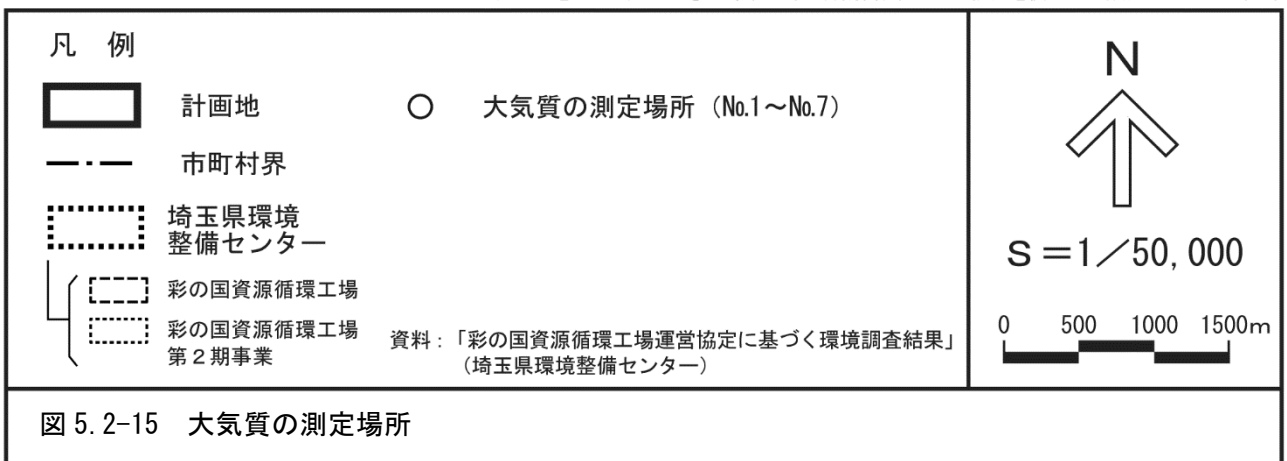 凡 例
計画地
○ 大気質の測定場所（No.1～No.7）
市町村界
埼玉県環境
整備センター
彩の国資源循環工場
彩の国資源循環工場
第２期事業
資料：「彩の国資源循環工場運営協定に基づく環境調査結果」
（埼玉県環境整備センター）
N
S＝1／50,000
0 500 1000 1500m
図 5.2-15 大気質の測定場所